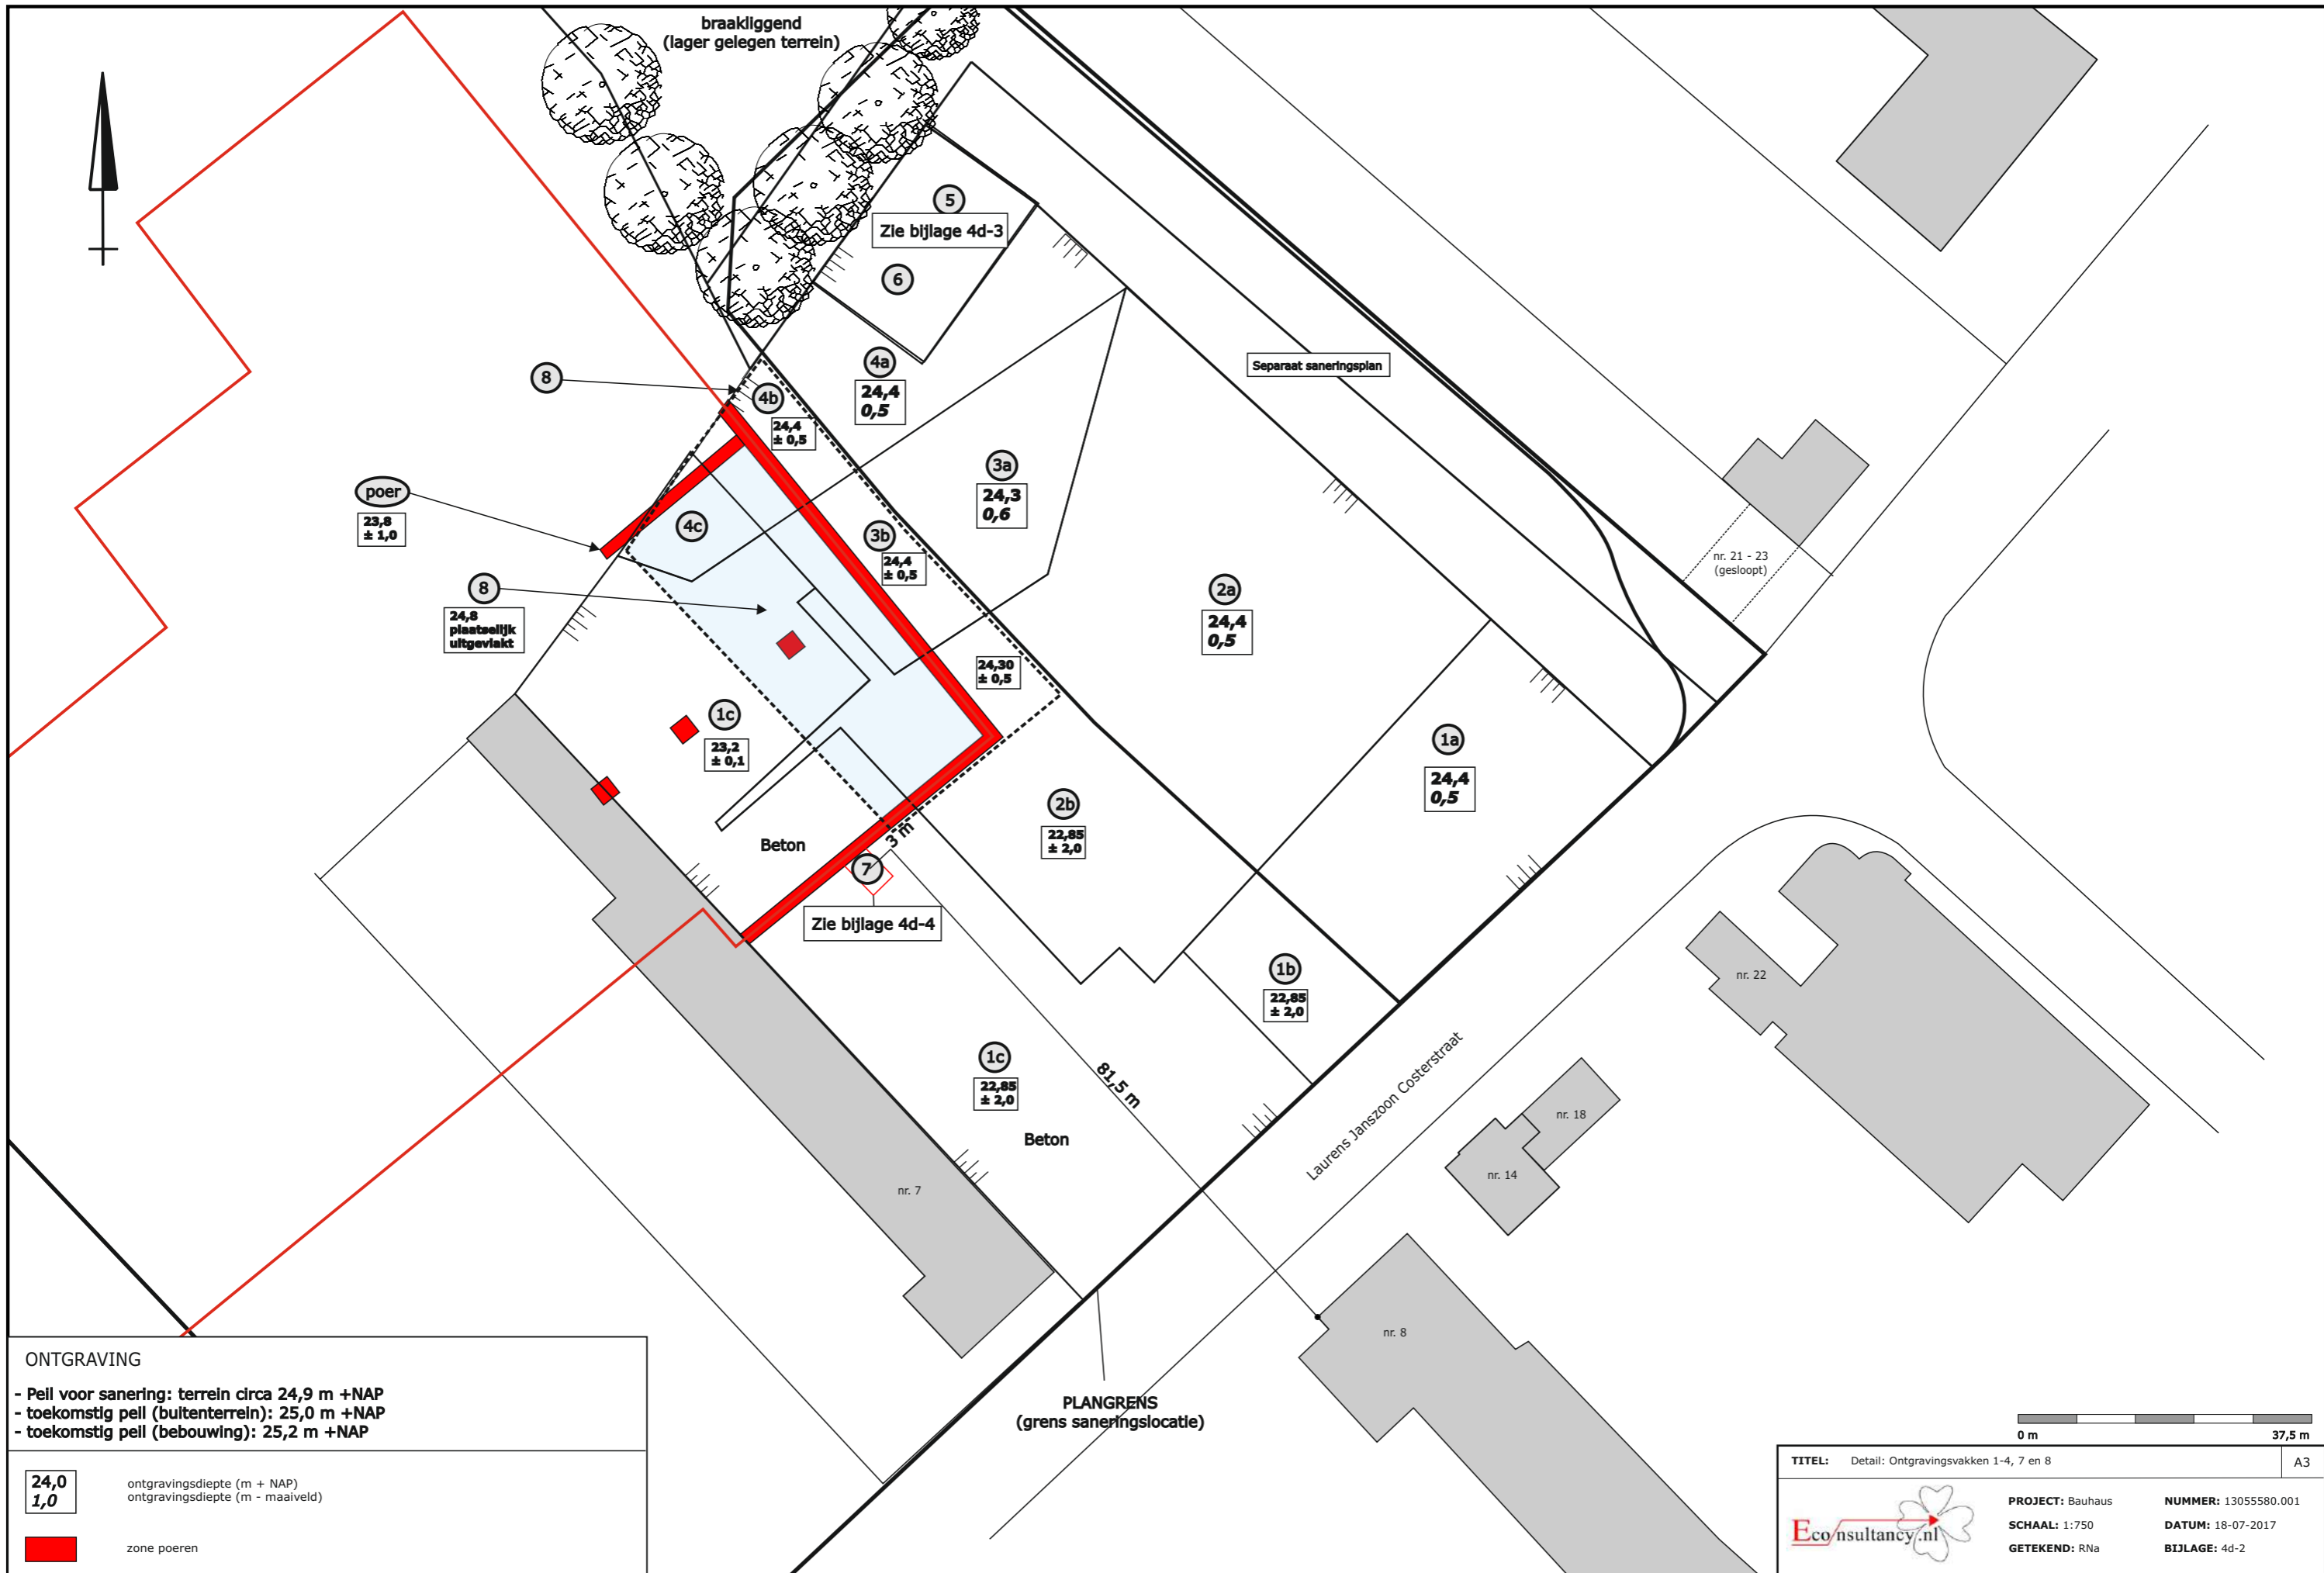 braakliggend
(lager gelegen terrein)
5
Zie bijlage 4d-3
6
4a
24,4
0,5
Separaat saneringsplan
8
4b
24,4
± 0,5
3a
24,3
0,6
poer
23,8
± 1,0
4c
3b
24,4
± 0,5
nr. 21 - 23
(gesloopt)
8
24,8
plaatselijk
uitgevlakt
2a
24,4
0,5
24,30
± 0,5
1c
23,2
± 0,1
1a
24,4
0,5
2b
22,85
± 2,0
Beton
3 m
7
Zie bijlage 4d-4
1b
22,85
± 2,0
nr. 22
1c
22,85
± 2,0
81,5 m
Beton
Laurens Janszoon Costerstraat
nr. 18
nr. 14
nr. 7
nr. 8
PLANGRENS
(grens saneringslocatie)
ONTGRAVING
- Peil voor sanering: terrein circa 24,9 m +NAP
- toekomstig peil (buitenterrein): 25,0 m +NAP
- toekomstig peil (bebouwing): 25,2 m +NAP
24,0
1,0
ontgravingsdiepte (m + NAP)
ontgravingsdiepte (m - maaiveld)
zone poeren
0 m 37,5 m
TITEL: Detail: Ontgravingsvakken 1-4, 7 en 8 A3
Econsultancy.nl
PROJECT: Bauhaus NUMMER: 13055580.001
SCHAAL: 1:750 DATUM: 18-07-2017
GETEKEND: RNa BIJLAGE: 4d-2